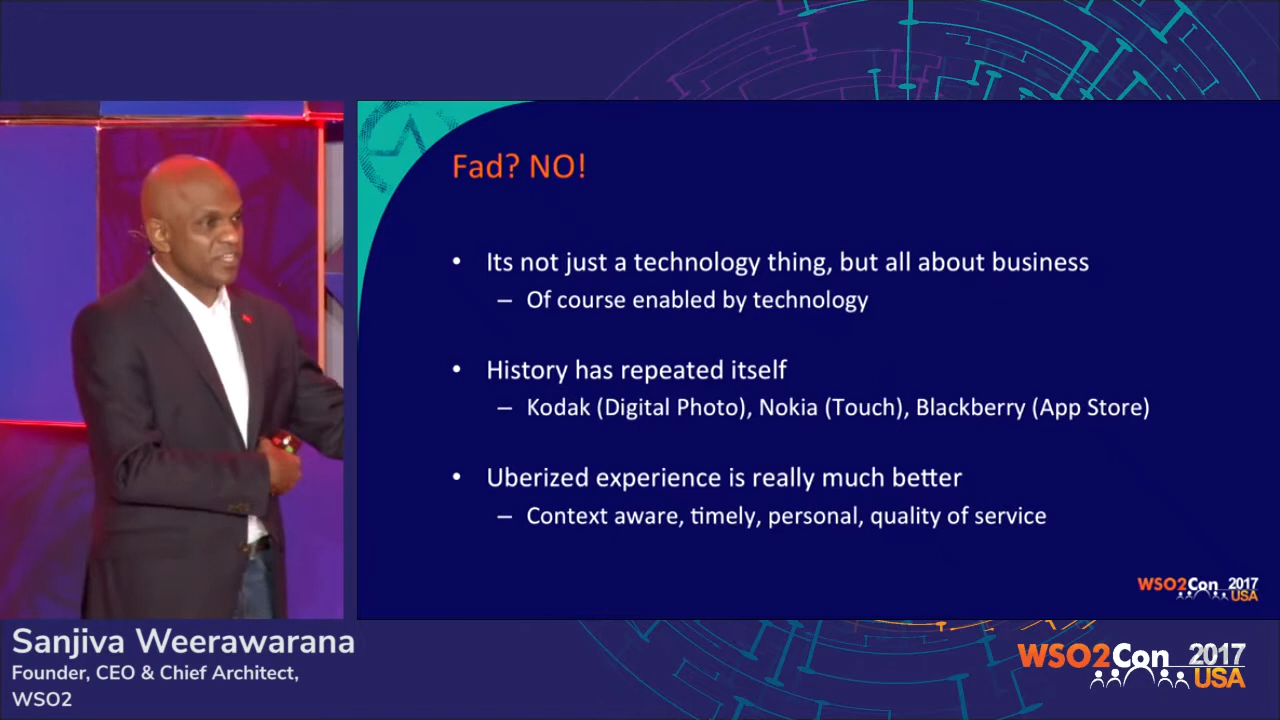 Fad? NO!
• Its not just a technology thing, but all about business
– Of course enabled by technology
• History has repeated itself
– Kodak (Digital Photo), Nokia (Touch), Blackberry (App Store)
• Uberized experience is really much better
– Context aware, timely, personal, quality of service
WSO2Con 2017
USA
Sanjiva Weerawarana
Founder, CEO & Chief Architect,
WSO2
WSO2Con 2017
USA